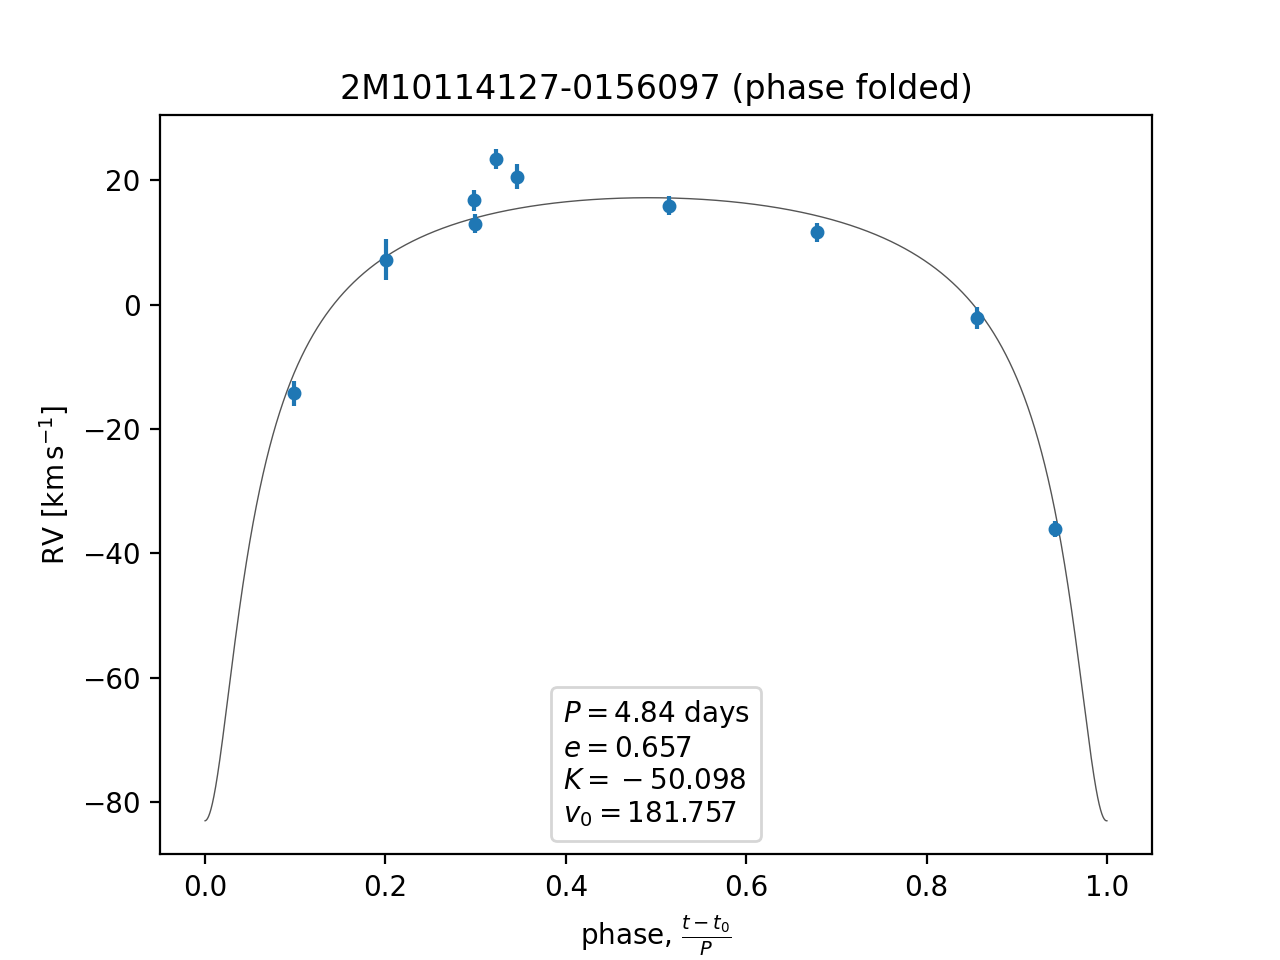 2M10114127-0156097 (phase folded)
20
0
−20
−40
−60
−80
RV [km s⁻¹]
P = 4.84 days
e = 0.657
K = − 50.098
v₀ = 181.757
0.0 0.2 0.4 0.6 0.8 1.0
phase, (t − t₀)/P